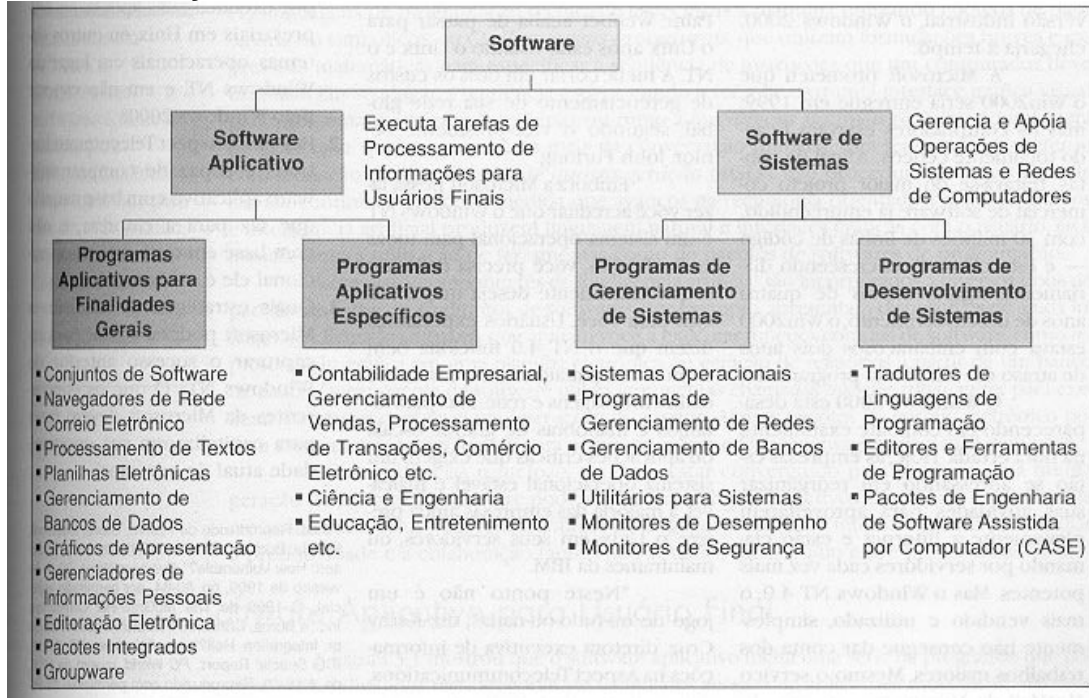 Software
Software
Aplicativo
Executa Tarefas de
Processamento de
Informações para
Usuários Finais
Software de
Sistemas
Gerencia e Apóia
Operações de
Sistemas e Redes
de Computadores
Programas
Aplicativos para
Finalidades
Gerais
▪Conjuntos de Software
▪Navegadores de Rede
▪Correio Eletrônico
▪Processamento de Textos
▪Planilhas Eletrônicas
▪Gerenciamento de
Bancos de Dados
▪Gráficos de Apresentação
▪Gerenciadores de
Informações Pessoais
▪Editoração Eletrônica
▪Pacotes Integrados
▪Groupware
Programas
Aplicativos
Específicos
▪Contabilidade Empresarial,
Gerenciamento de
Vendas, Processamento
de Transações, Comércio
Eletrônico etc.
▪Ciência e Engenharia
▪Educação, Entretenimento
etc.
Programas de
Gerenciamento
de Sistemas
▪Sistemas Operacionais
▪Programas de
Gerenciamento de Redes
▪Gerenciamento de Bancos
de Dados
▪Utilitários para Sistemas
▪Monitores de Desempenho
▪Monitores de Segurança
Programas de
Desenvolvimento
de Sistemas
▪Tradutores de
Linguagens de
Programação
▪Editores e Ferramentas
de Programação
▪Pacotes de Engenharia
de Software Assistida
por Computador (CASE)